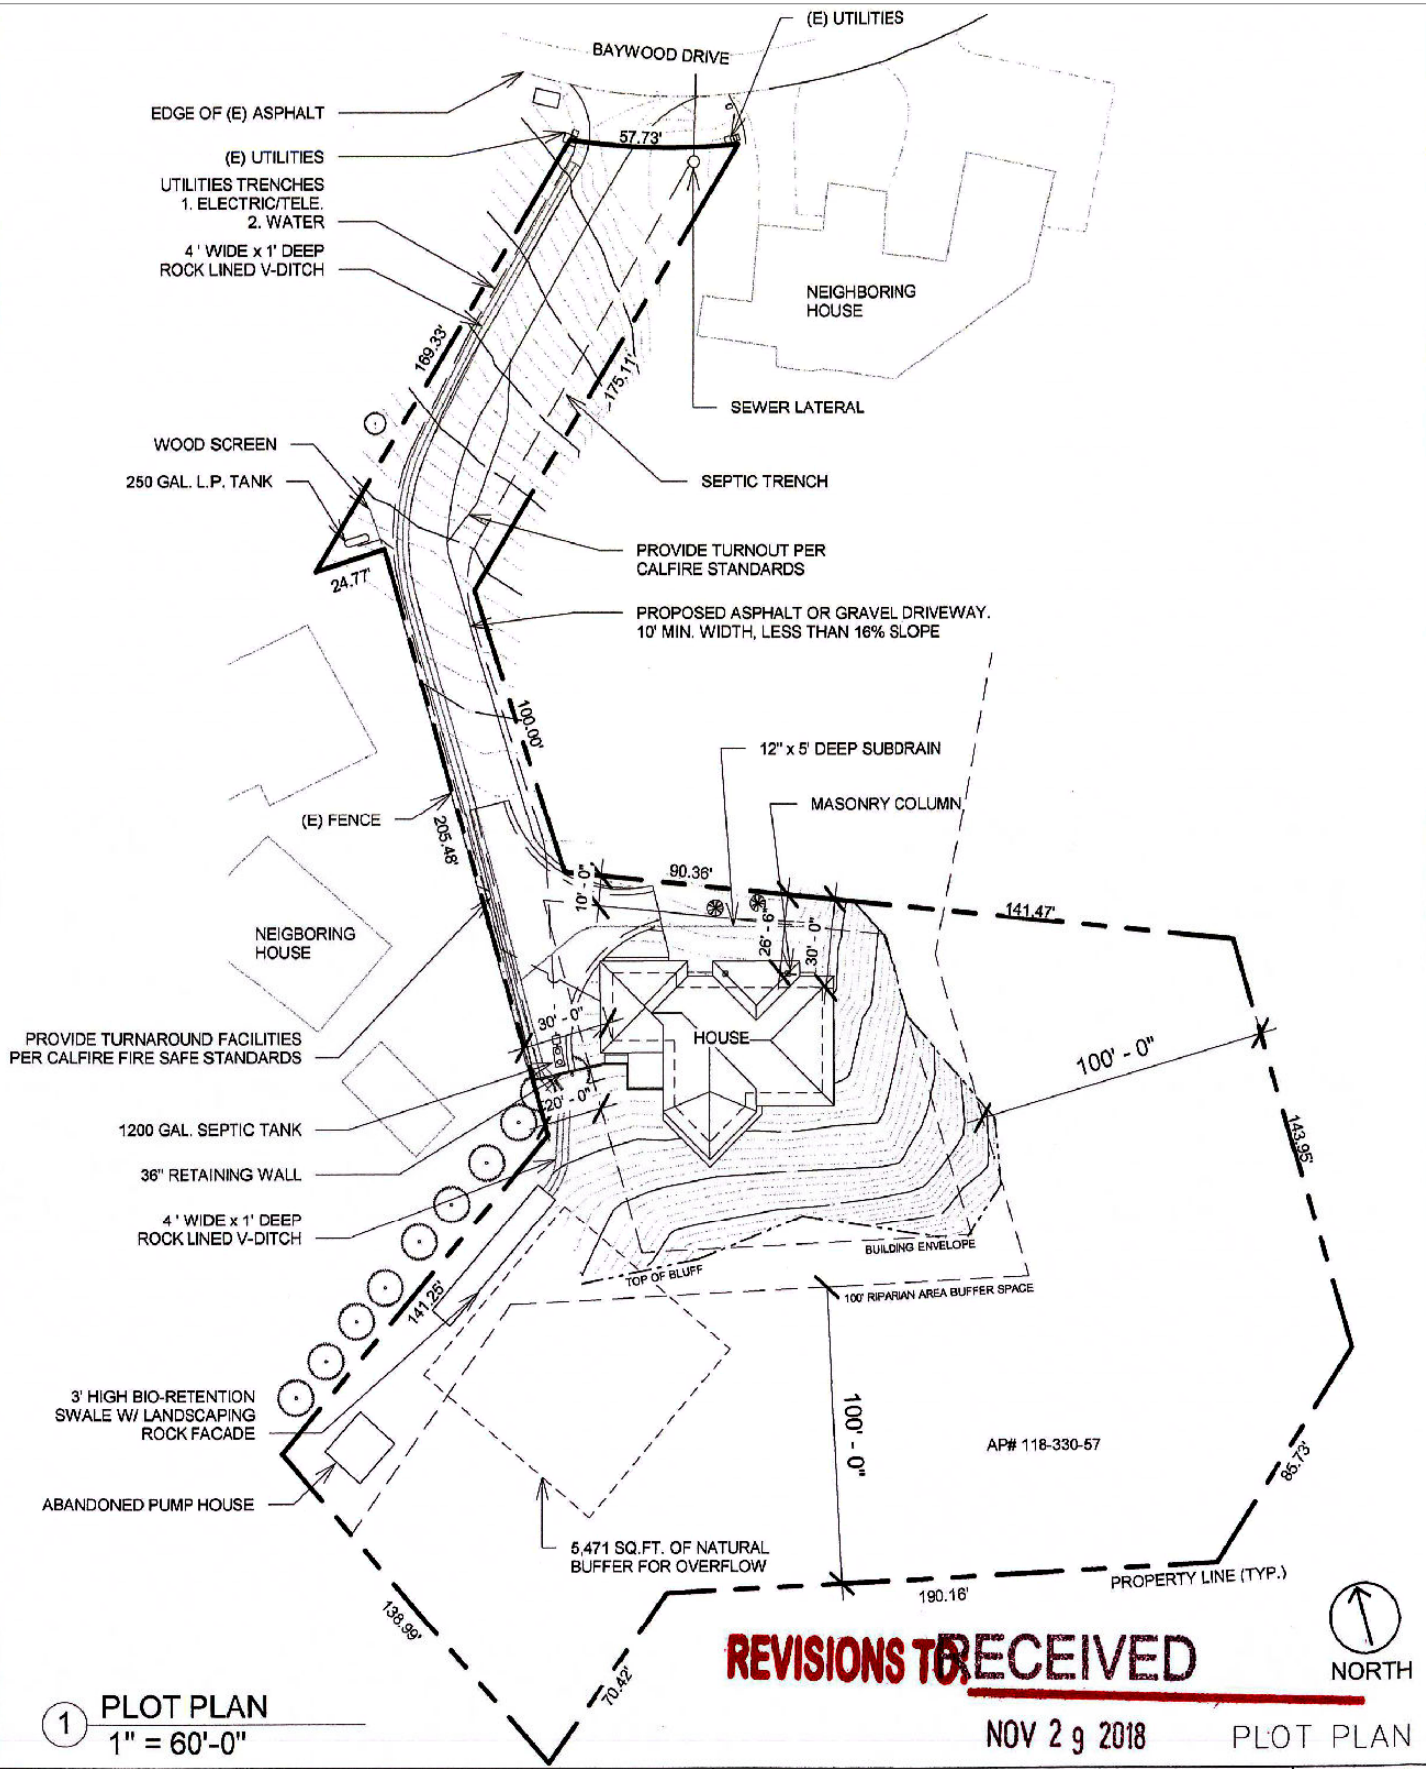 (E) UTILITIES
BAYWOOD DRIVE
EDGE OF (E) ASPHALT
57.73'
(E) UTILITIES
UTILITIES TRENCHES
1. ELECTRIC/TELE.
2. WATER
4 ' WIDE x 1' DEEP
ROCK LINED V-DITCH
NEIGHBORING
HOUSE
169.33'
175.11'
SEWER LATERAL
WOOD SCREEN
250 GAL. L.P. TANK
SEPTIC TRENCH
PROVIDE TURNOUT PER
CALFIRE STANDARDS
24.77'
PROPOSED ASPHALT OR GRAVEL DRIVEWAY.
10' MIN. WIDTH, LESS THAN 16% SLOPE
100.00'
12" x 5' DEEP SUBDRAIN
MASONRY COLUMN
(E) FENCE
205.48'
90.36'
10' - 0"
141.47'
26' - 6"
30' - 0"
NEIGBORING
HOUSE
30' - 0"
HOUSE
PROVIDE TURNAROUND FACILITIES
PER CALFIRE FIRE SAFE STANDARDS
100' - 0"
20' - 0"
1200 GAL. SEPTIC TANK
143.95'
36" RETAINING WALL
4 ' WIDE x 1' DEEP
ROCK LINED V-DITCH
BUILDING ENVELOPE
TOP OF BLUFF
100' RIPARIAN AREA BUFFER SPACE
141.25'
3' HIGH BIO-RETENTION
SWALE W/ LANDSCAPING
ROCK FACADE
100' - 0"
AP# 118-330-57
85.73'
ABANDONED PUMP HOUSE
5,471 SQ.FT. OF NATURAL
BUFFER FOR OVERFLOW
PROPERTY LINE (TYP.)
190.16'
138.99'
70.42'
REVISIONS TO:
RECEIVED
NORTH
1
PLOT PLAN
1" = 60'-0"
NOV 29 2018
PLOT PLAN